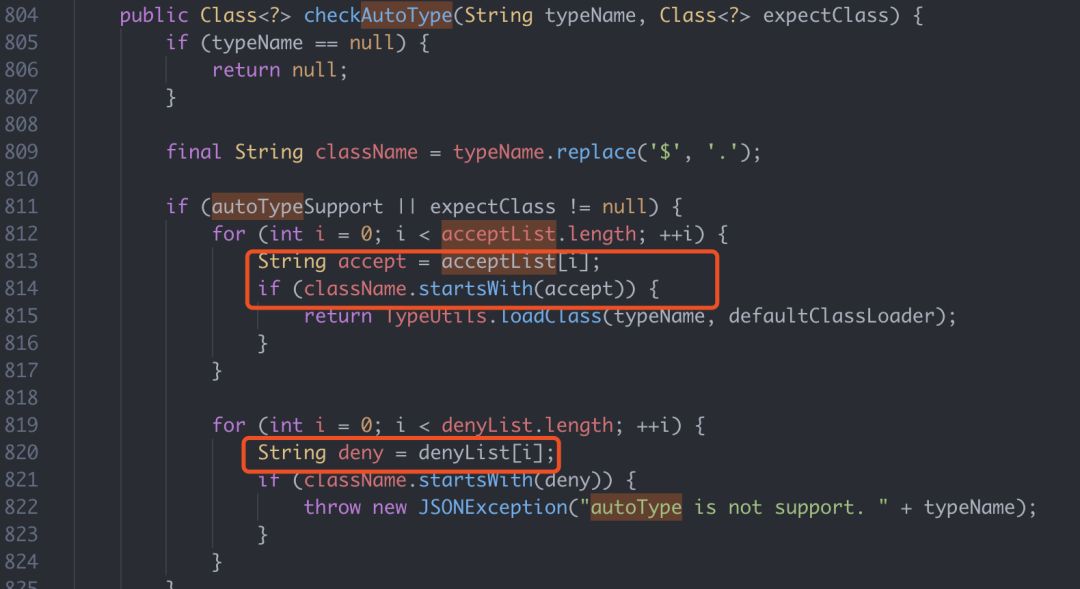 804 public Class<?> checkAutoType(String typeName, Class<?> expectClass) {
805 if (typeName == null) {
806 return null;
807 }
808
809 final String className = typeName.replace('$', '.');
810
811 if (autoTypeSupport || expectClass != null) {
812 for (int i = 0; i < acceptList.length; ++i) {
813 String accept = acceptList[i];
814 if (className.startsWith(accept)) {
815 return TypeUtils.loadClass(typeName, defaultClassLoader);
816 }
817 }
818
819 for (int i = 0; i < denyList.length; ++i) {
820 String deny = denyList[i];
821 if (className.startsWith(deny)) {
822 throw new JSONException("autoType is not support. " + typeName);
823 }
824 }
825 }